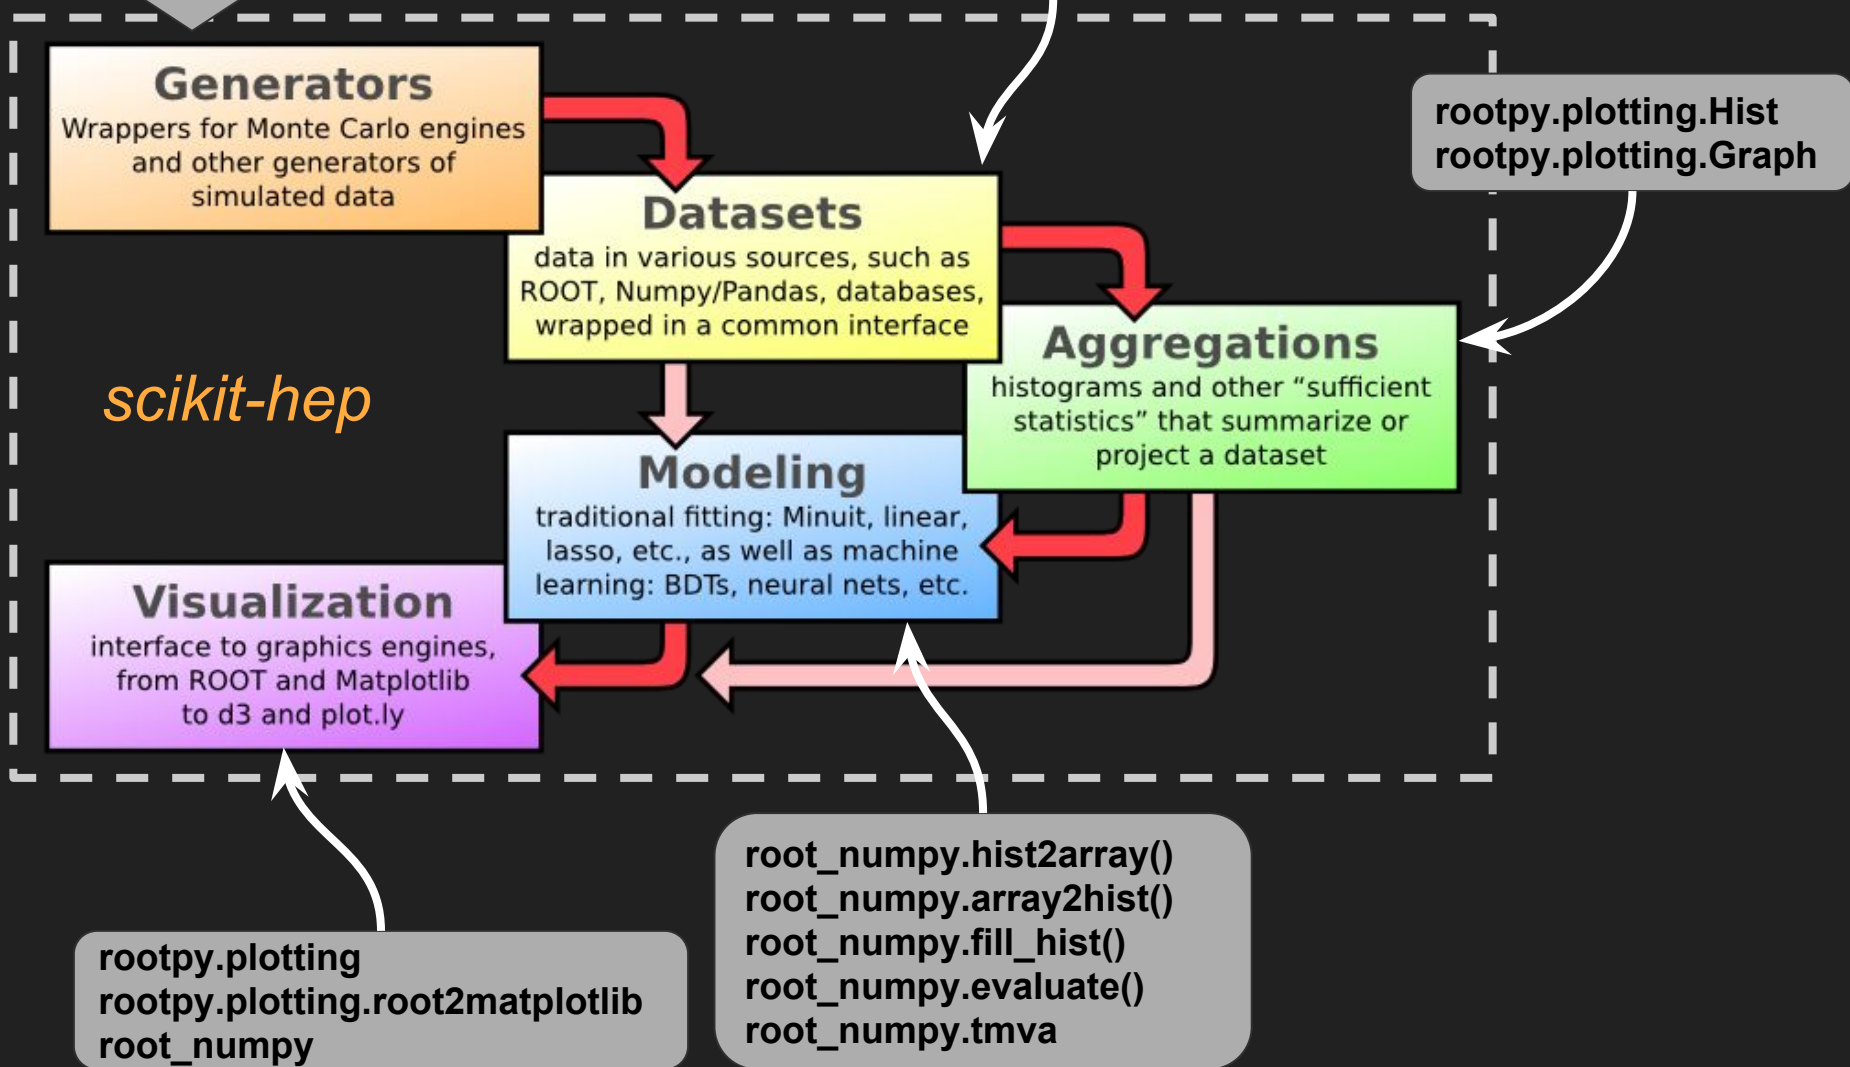 Generators
Wrappers for Monte Carlo engines
and other generators of
simulated data
rootpy.plotting.Hist
rootpy.plotting.Graph
Datasets
data in various sources, such as
ROOT, Numpy/Pandas, databases,
wrapped in a common interface
Aggregations
histograms and other “sufficient
statistics” that summarize or
project a dataset
scikit-hep
Modeling
traditional fitting: Minuit, linear,
lasso, etc., as well as machine
learning: BDTs, neural nets, etc.
Visualization
interface to graphics engines,
from ROOT and Matplotlib
to d3 and plot.ly
root_numpy.hist2array()
root_numpy.array2hist()
root_numpy.fill_hist()
root_numpy.evaluate()
root_numpy.tmva
rootpy.plotting
rootpy.plotting.root2matplotlib
root_numpy